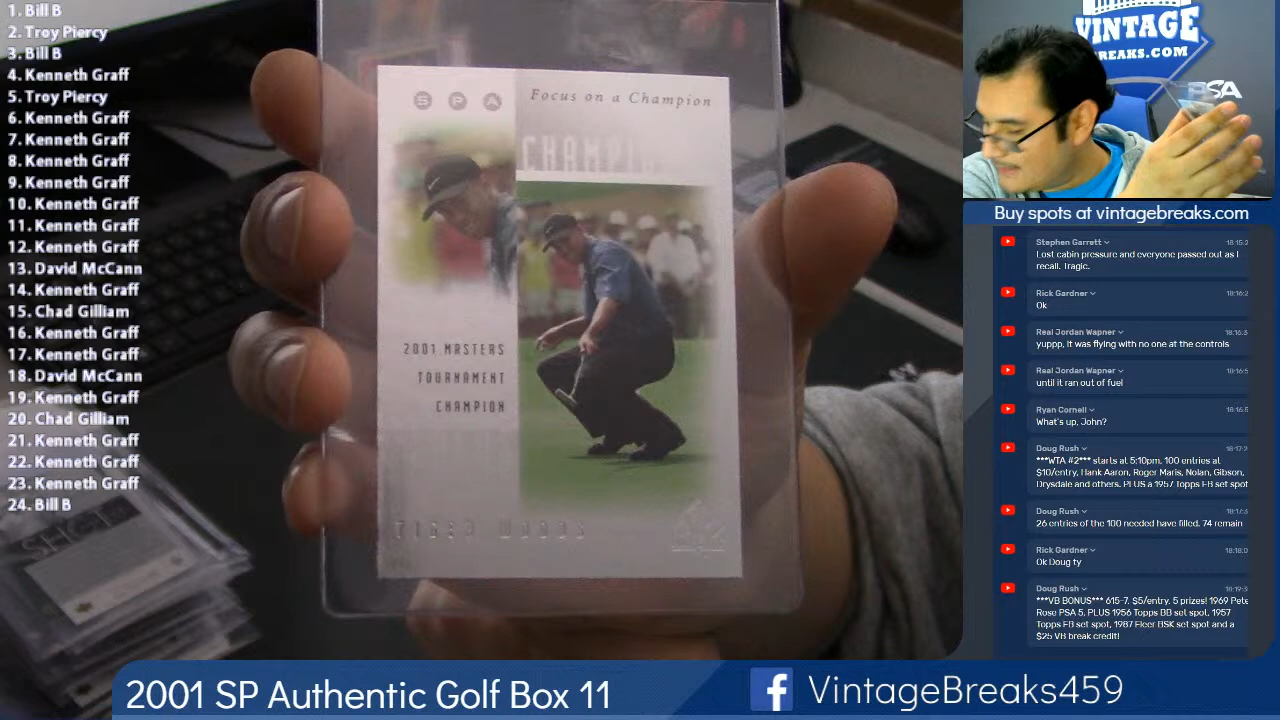 1. Bill B
2. Troy Piercy
3. Bill B
4. Kenneth Graff
5. Troy Piercy
6. Kenneth Graff
7. Kenneth Graff
8. Kenneth Graff
9. Kenneth Graff
10. Kenneth Graff
11. Kenneth Graff
12. Kenneth Graff
13. David McCann
14. Kenneth Graff
15. Chad Gilliam
16. Kenneth Graff
17. Kenneth Graff
18. David McCann
19. Kenneth Graff
20. Chad Gilliam
21. Kenneth Graff
22. Kenneth Graff
23. Kenneth Graff
24. Bill B
SPA
Focus on a Champion
2001 MASTERS
TOURNAMENT
CHAMPION
TIGER WOODS
VINTAGE
BREAKS.COM
PSA
Buy spots at vintagebreaks.com
Stephen Garrett
Lost cabin pressure and everyone passed out as I
recall. Tragic.
Rick Gardner
Ok
Real Jordan Wapner
yuppp, it was flying with no one at the controls
Real Jordan Wapner
until it ran out of fuel
Ryan Cornell
What's up, John?
Doug Rush
***WTA #2*** starts at 5:10pm, 100 entries at
$10/entry, Hank Aaron, Roger Maris, Nolan, Gibson,
Drysdale and others. PLUS a 1957 Topps FB set spot
Doug Rush
26 entries of the 100 needed have filled. 74 remain
Rick Gardner
Ok Doug ty
Doug Rush
***VB BONUS*** 615-7, $5/entry, 5 prizes! 1969 Pete
Rose PSA 5, PLUS 1956 Topps BB set spot, 1957
Topps FB set spot, 1987 Fleer BSK set spot and a
$25 VB break credit!
2001 SP Authentic Golf Box 11
VintageBreaks459